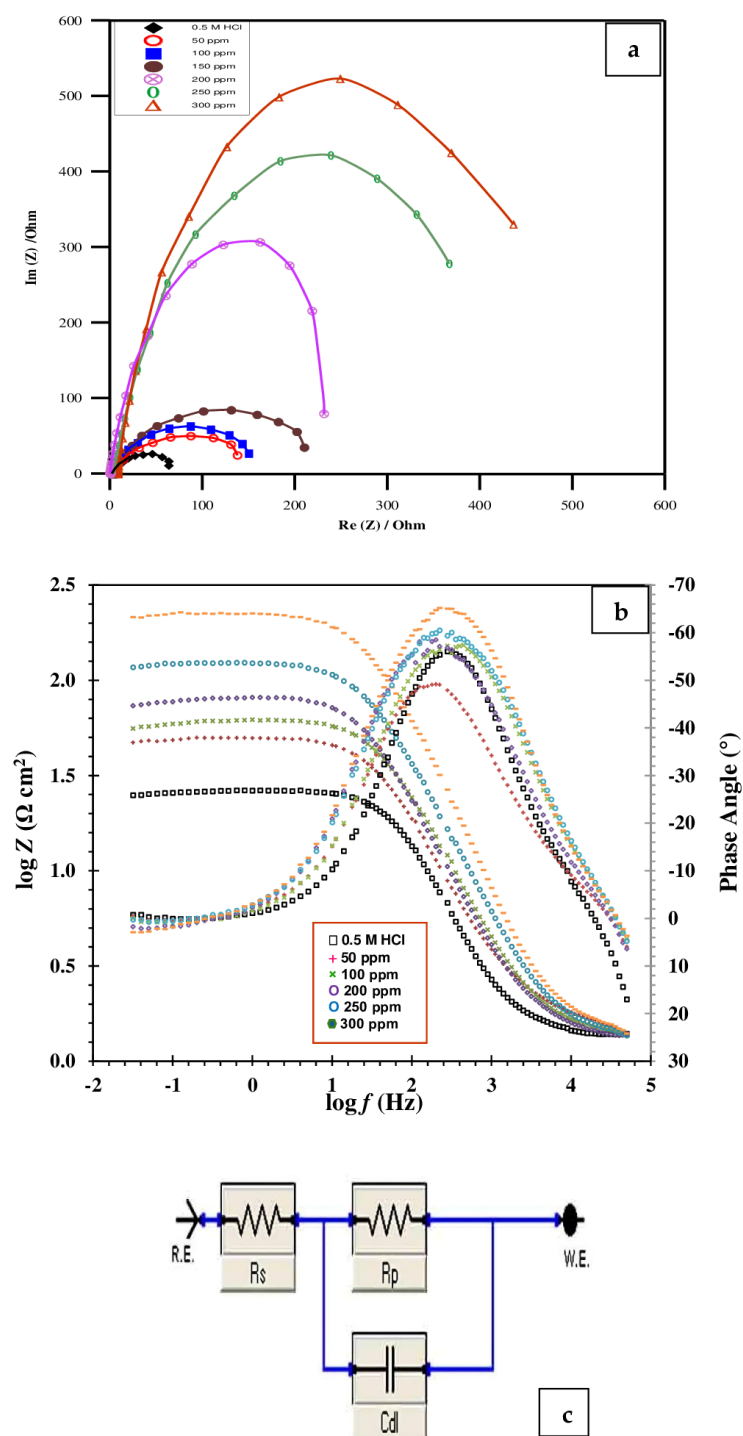 600
500
400
300
200
100
0
Im (Z) /Ohm
0.5 M HCl
50 ppm
100 ppm
150 ppm
200 ppm
250 ppm
300 ppm
a
0 100 200 300 400 500 600
Re (Z) / Ohm
2.5
2.0
1.5
1.0
0.5
0.0
log Z (Ω cm2)
b
0.5 M HCl
50 ppm
100 ppm
200 ppm
250 ppm
300 ppm
-70
-60
-50
-40
-30
-20
-10
0
10
20
30
Phase Angle (°)
-2 -1 0 1 2 3 4 5
log f (Hz)
R.E.
Rs
Rp
W.E.
Cdl
c